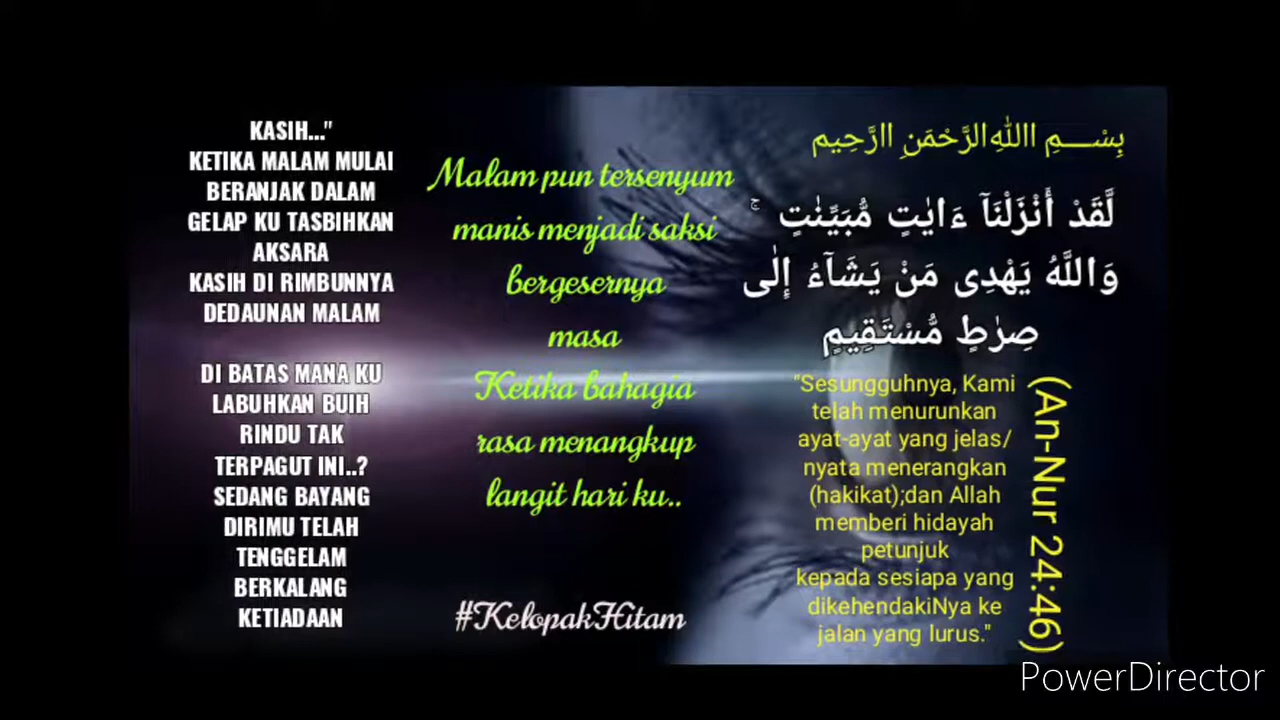 KASIH..."
KETIKA MALAM MULAI
BERANJAK DALAM
GELAP KU TASBIHKAN
AKSARA
KASIH DI RIMBUNNYA
DEDAUNAN MALAM
DI BATAS MANA KU
LABUHKAN BUIH
RINDU TAK
TERPAGUT INI..?
SEDANG BAYANG
DIRIMU TELAH
TENGGELAM
BERKALANG
KETIADAAN
Malam pun tersenyum
manis menjadi saksi
bergesernya
masa
Ketika bahagia
rasa menangkup
langit hari ku..
#KelopakHitam
بِسْــــمِ اللهِ الرَّحْمَنِ الرَّحِيم
لَّقَدْ أَنْزَلْنَآ ءَايٰتٍ مُّبَيِّنٰتٍ ۚ
وَاللَّهُ يَهْدِى مَنْ يَشَآءُ إِلٰى
صِرٰطٍ مُّسْتَقِيمٍ
"Sesungguhnya, Kami
telah menurunkan
ayat-ayat yang jelas/
nyata menerangkan
(hakikat);dan Allah
memberi hidayah
petunjuk
kepada sesiapa yang
dikehendakiNya ke
jalan yang lurus."
(An-Nur 24:46)
PowerDirector